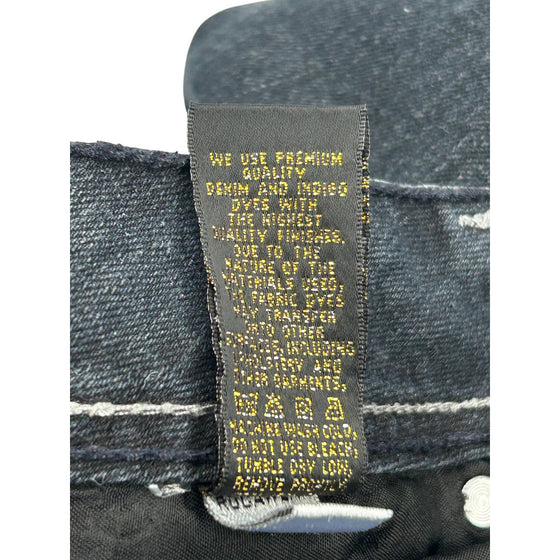 WE USE PREMIUM
QUALITY
DENIM AND INDIGO
DYES WITH
THE HIGHEST
QUALITY FINISHES.
DUE TO THE
NATURE OF THE
MATERIALS USED,
THE FABRIC DYES
MAY TRANSFER
ONTO OTHER
SURFACES, INCLUDING
UPHOLSTERY AND
OTHER GARMENTS.
MACHINE WASH COLD,
DO NOT USE BLEACH;
TUMBLE DRY LOW,
REMOVE PROMPTLY